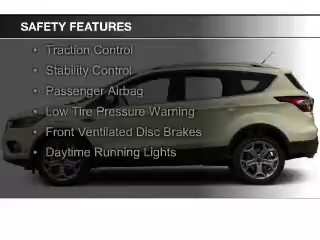 SAFETY FEATURES
• Traction Control
• Stability Control
• Passenger Airbag
• Low Tire Pressure Warning
• Front Ventilated Disc Brakes
• Daytime Running Lights